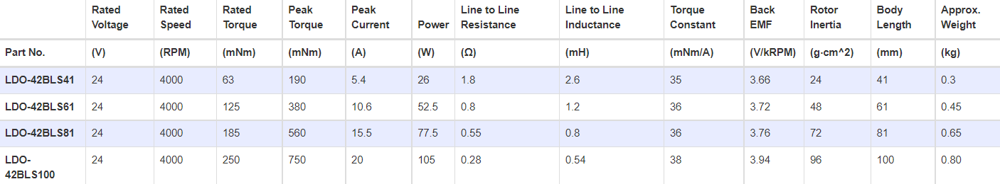 Rated Voltage Rated Speed Rated Torque Peak Torque Peak Current Power Line to Line Resistance Line to Line Inductance Torque Constant Back EMF Rotor Inertia Body Length Approx. Weight
Part No. (V) (RPM) (mNm) (mNm) (A) (W) (Ω) (mH) (mNm/A) (V/kRPM) (g·cm^2) (mm) (kg)
LDO-42BLS41 24 4000 63 190 5.4 26 1.8 2.6 35 3.66 24 41 0.3
LDO-42BLS61 24 4000 125 380 10.6 52.5 0.8 1.2 36 3.72 48 61 0.45
LDO-42BLS81 24 4000 185 560 15.5 77.5 0.55 0.8 36 3.76 72 81 0.65
LDO-42BLS100 24 4000 250 750 20 105 0.28 0.54 38 3.94 96 100 0.80